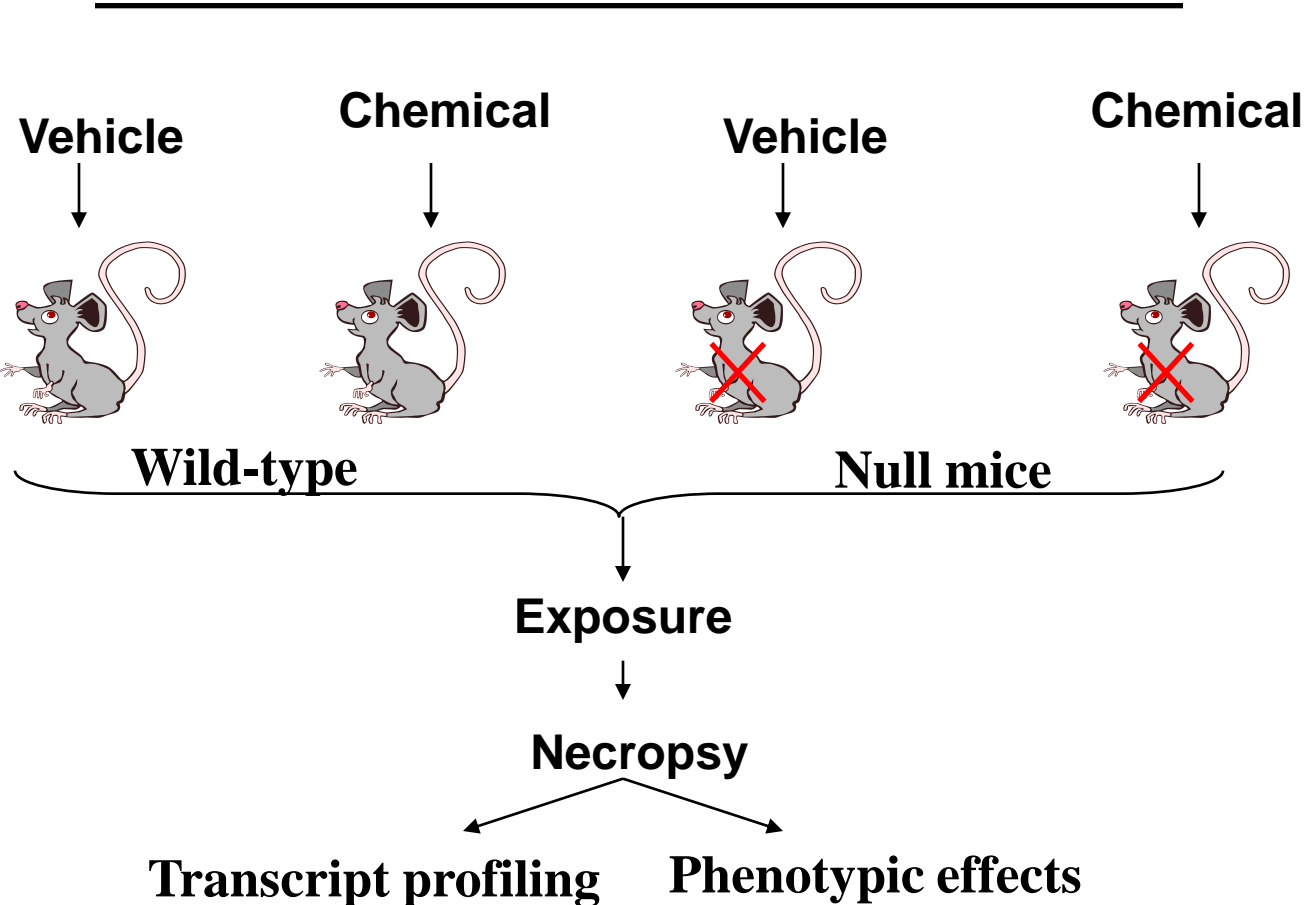 Vehicle
Chemical
Vehicle
Chemical
Wild-type
Null mice
Exposure
Necropsy
Transcript profiling
Phenotypic effects